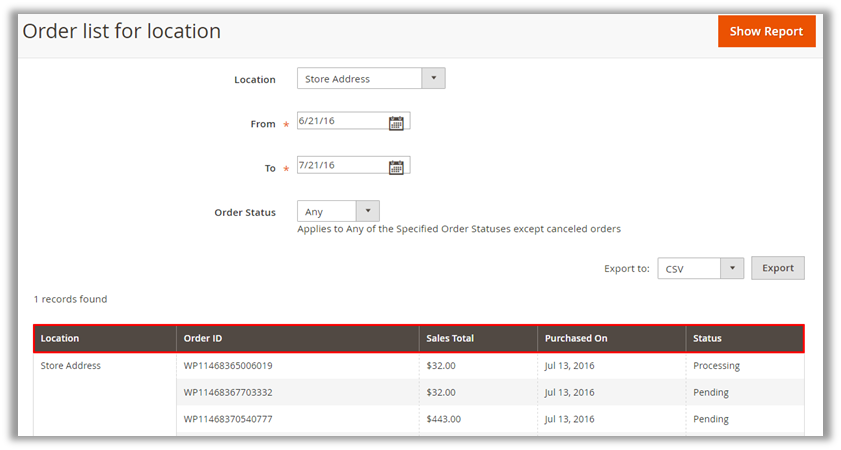 Order list for location
Show Report
Location Store Address
From * 6/21/16
To * 7/21/16
Order Status Any
Applies to Any of the Specified Order Statuses except canceled orders
Export to: CSV Export
1 records found
Location Order ID Sales Total Purchased On Status
Store Address WP11468365006019 $32.00 Jul 13, 2016 Processing
WP11468367703332 $32.00 Jul 13, 2016 Pending
WP11468370540777 $443.00 Jul 13, 2016 Pending